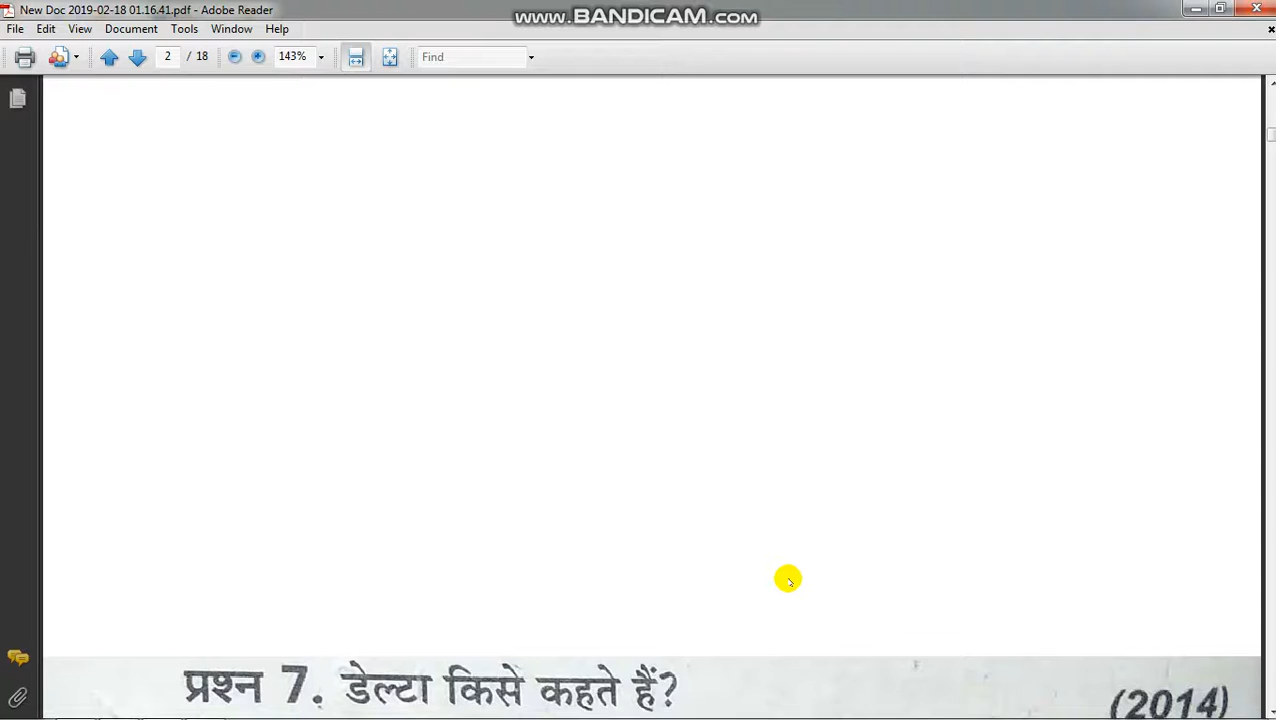 New Doc 2019-02-18 01.16.41.pdf - Adobe Reader
www.BANDICAM.com
File Edit View Document Tools Window Help
2 / 18 143% Find
प्रश्न 7. डेल्टा किसे कहते हैं?
(2014)